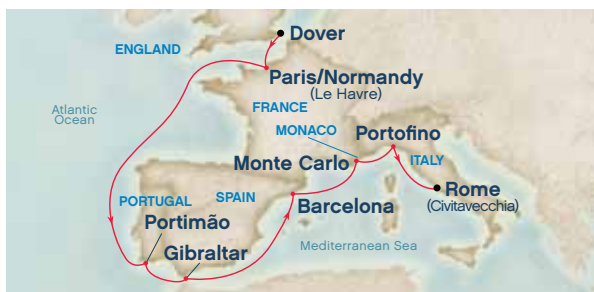 Dover
ENGLAND
Paris/Normandy
(Le Havre)
Atlantic
Ocean
FRANCE
MONACO
Portofino
Monte Carlo
ITALY
Rome
(Civitavecchia)
PORTUGAL
SPAIN
Barcelona
Portimão
Gibraltar
Mediterranean Sea